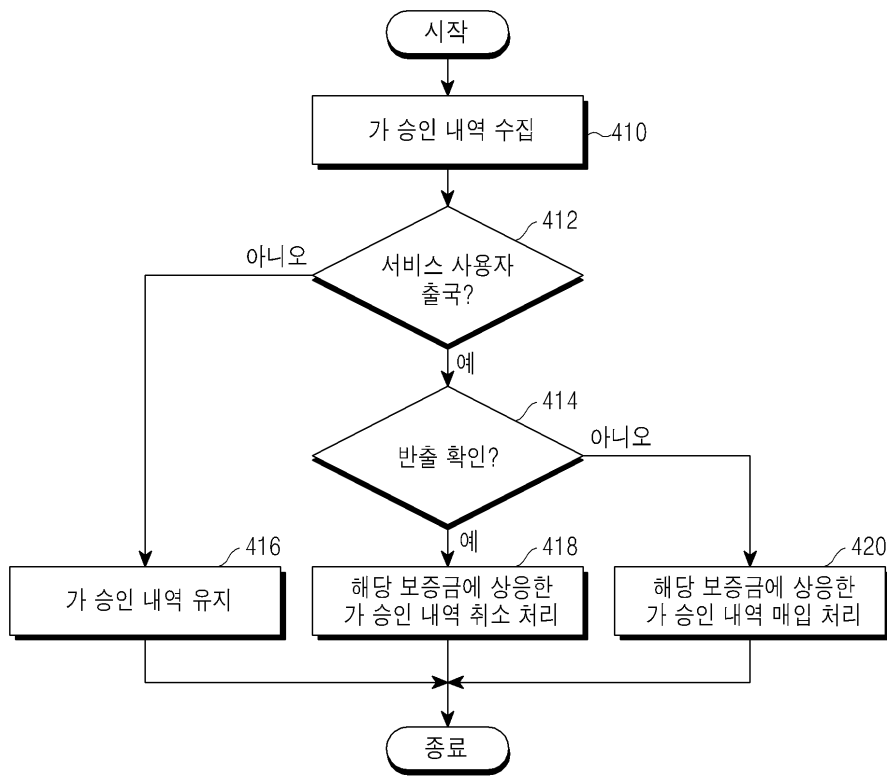 시작
가 승인 내역 수집
410
412
서비스 사용자
출국?
아니오
예
414
반출 확인?
아니오
예
416
가 승인 내역 유지
418
해당 보증금에 상응한
가 승인 내역 취소 처리
420
해당 보증금에 상응한
가 승인 내역 매입 처리
종료